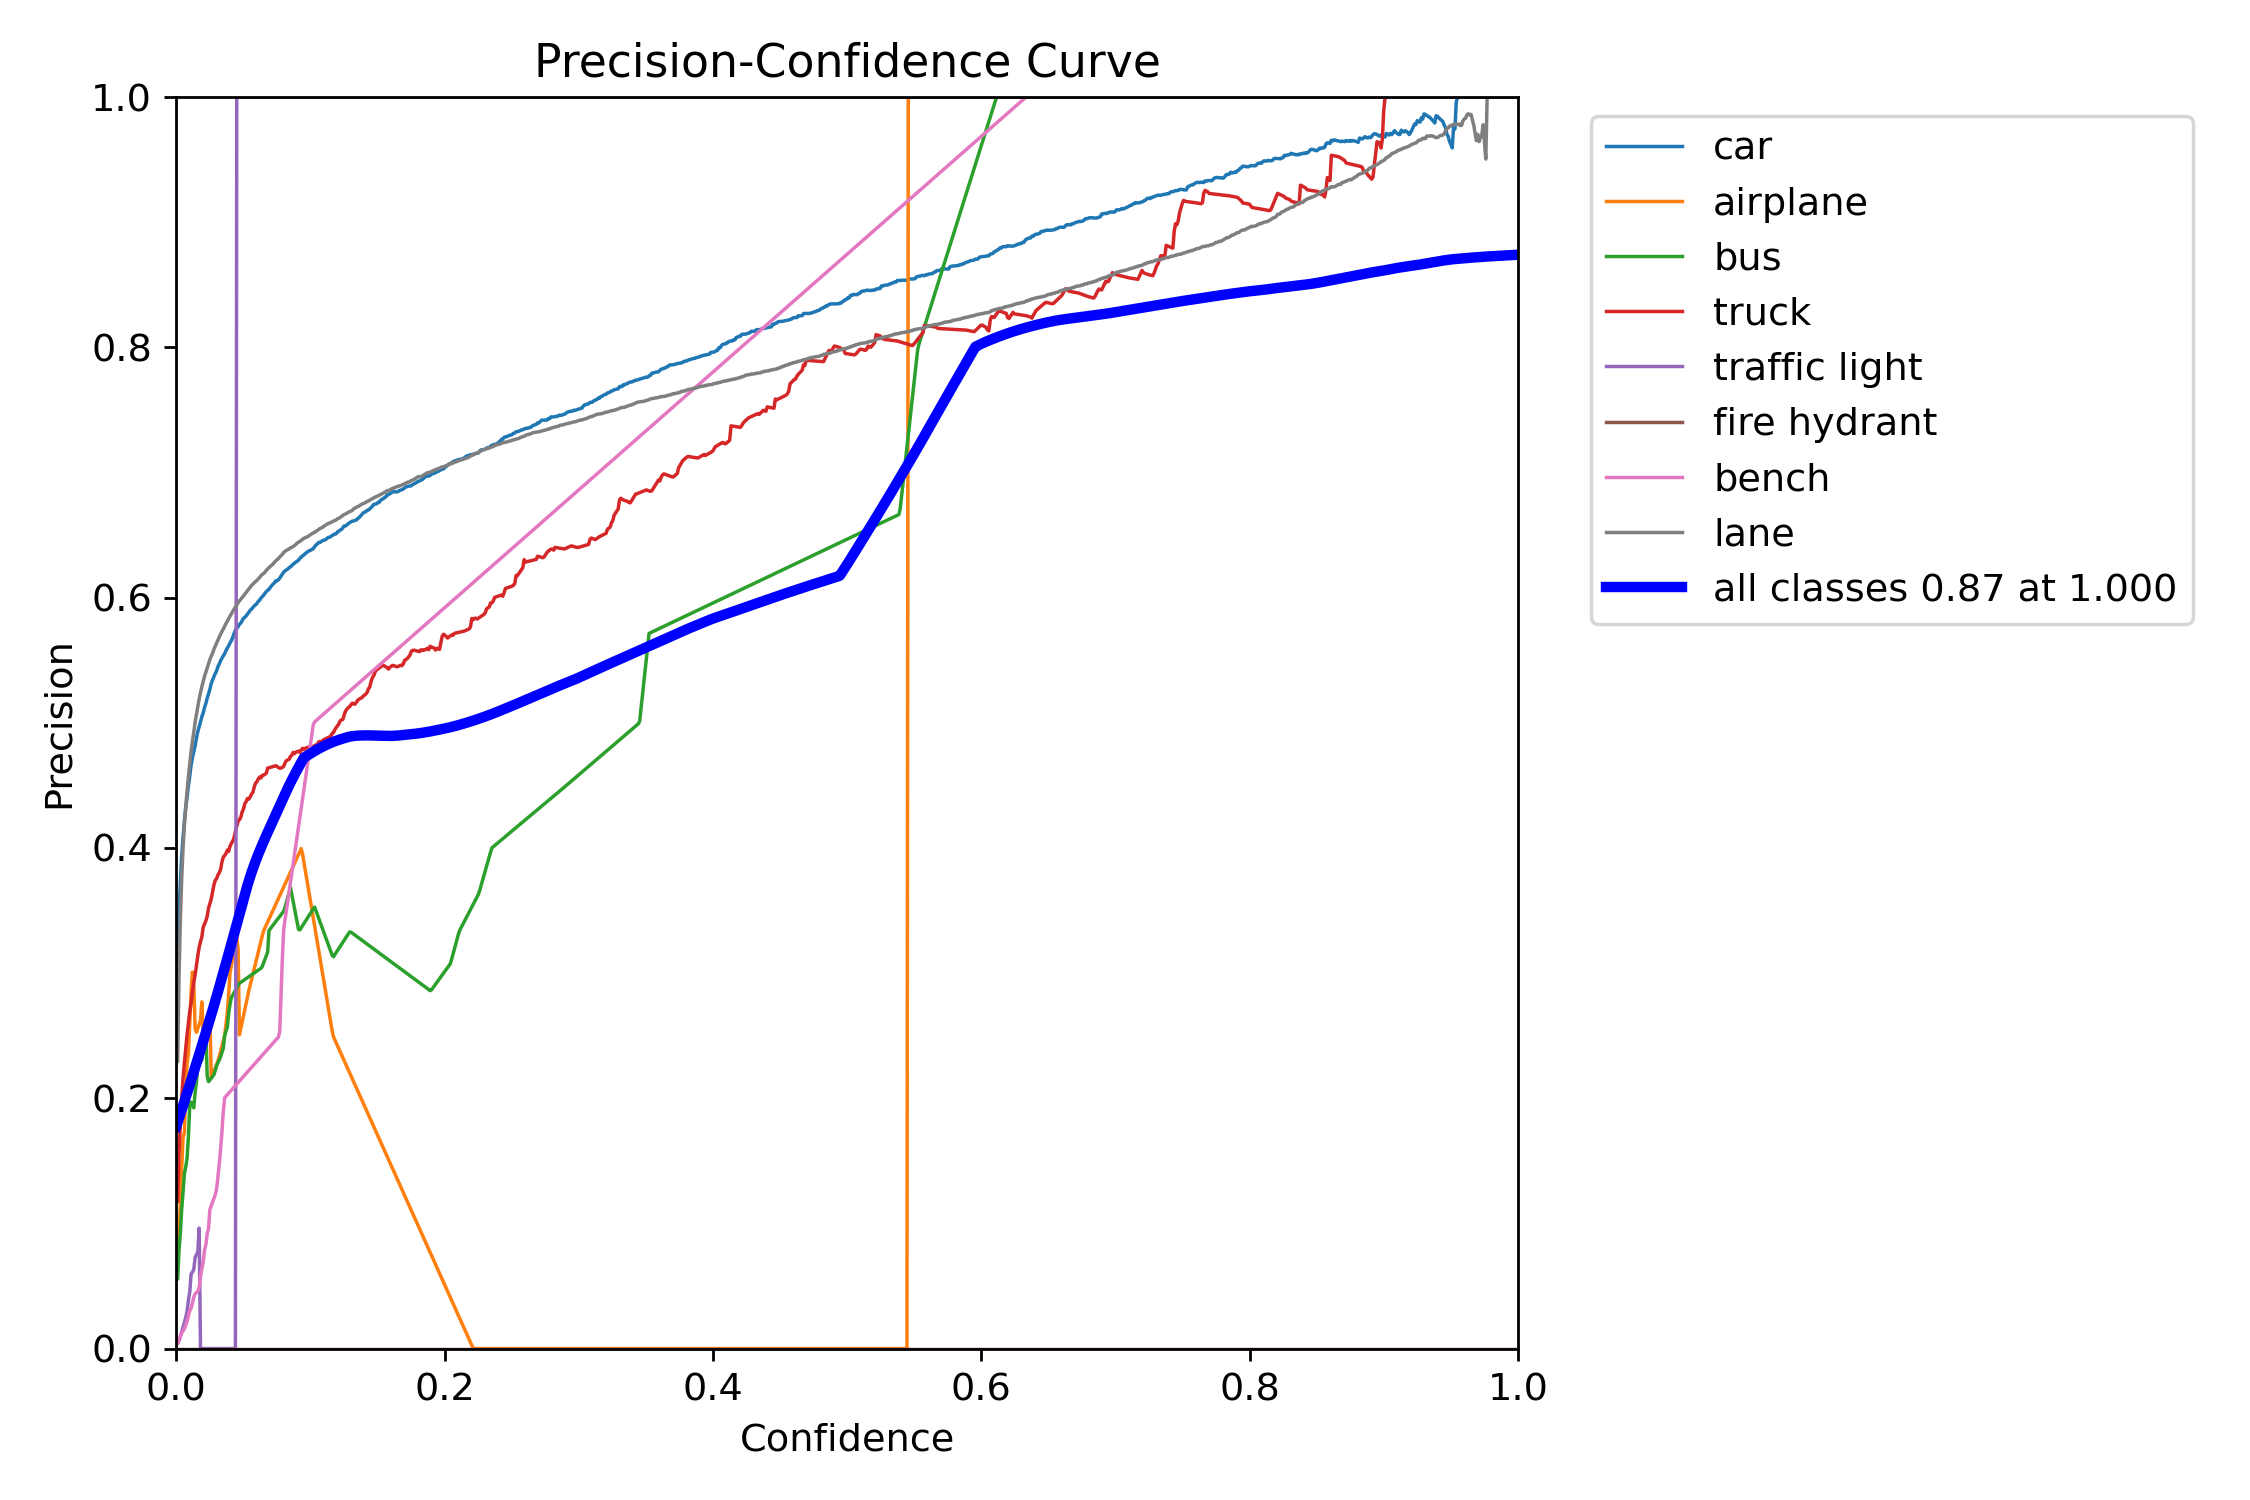 Precision-Confidence Curve
1.0
0.8
0.6
0.4
0.2
0.0
Precision
0.0 0.2 0.4 0.6 0.8 1.0
Confidence
car
airplane
bus
truck
traffic light
fire hydrant
bench
lane
all classes 0.87 at 1.000